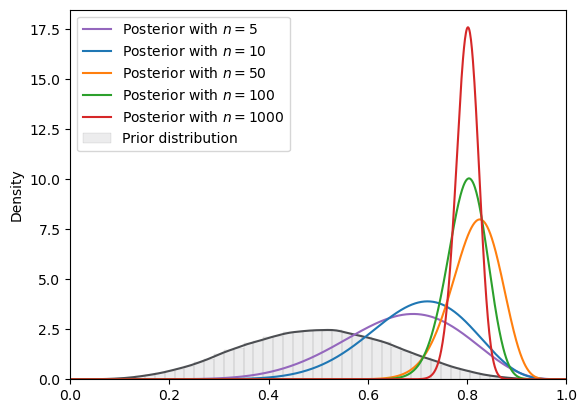 Posterior with n = 5
Posterior with n = 10
Posterior with n = 50
Posterior with n = 100
Posterior with n = 1000
Prior distribution
Density
17.5
15.0
12.5
10.0
7.5
5.0
2.5
0.0
0.0 0.2 0.4 0.6 0.8 1.0